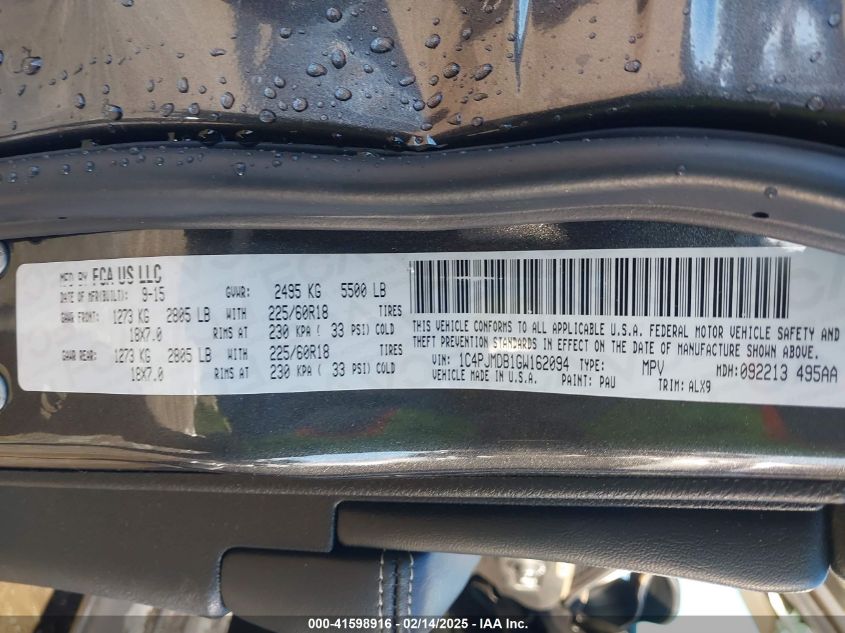 MFD BY FCA US LLC
DATE OF MFR(BUILT): 9-15 GVWR: 2495 KG 5500 LB
GAWR FRONT: 1273 KG 2805 LB WITH 225/60R18 TIRES
18X7.0 RIMS AT 230 KPA ( 33 PSI) COLD
GAWR REAR: 1273 KG 2805 LB WITH 225/60R18 TIRES
18X7.0 RIMS AT 230 KPA ( 33 PSI) COLD
THIS VEHICLE CONFORMS TO ALL APPLICABLE U.S.A. FEDERAL MOTOR VEHICLE SAFETY AND
THEFT PREVENTION STANDARDS IN EFFECT ON THE DATE OF MANUFACTURE SHOWN ABOVE.
VIN: 1C4PJMDB1GW162094 TYPE: MPV MDH: 092213 495AA
VEHICLE MADE IN U.S.A. PAINT: PAU TRIM: ALX9
000-41598916 - 02/14/2025 - IAAI, Inc.